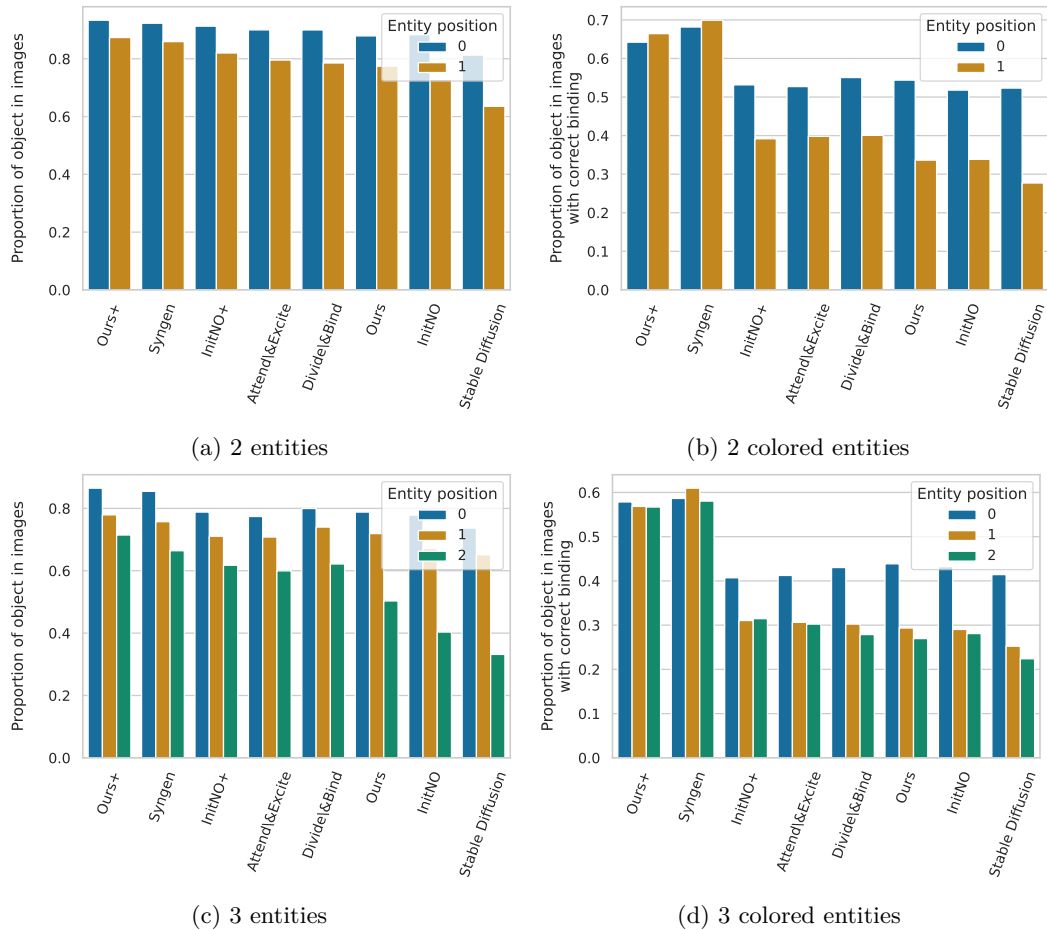 Proportion of object in images
0.8
0.6
0.4
0.2
0.0
Entity position
0
1
Ours+
Syngen
InitNO+
Attend\&Excite
Divide\&Bind
Ours
InitNO
Stable Diffusion
(a) 2 entities
Proportion of object in images
with correct binding
0.7
0.6
0.5
0.4
0.3
0.2
0.1
0.0
Entity position
0
1
Ours+
Syngen
InitNO+
Attend\&Excite
Divide\&Bind
Ours
InitNO
Stable Diffusion
(b) 2 colored entities
Proportion of object in images
0.8
0.6
0.4
0.2
0.0
Entity position
0
1
2
Ours+
Syngen
InitNO+
Attend\&Excite
Divide\&Bind
Ours
InitNO
Stable Diffusion
(c) 3 entities
Proportion of object in images
with correct binding
0.6
0.5
0.4
0.3
0.2
0.1
0.0
Entity position
0
1
2
Ours+
Syngen
InitNO+
Attend\&Excite
Divide\&Bind
Ours
InitNO
Stable Diffusion
(d) 3 colored entities